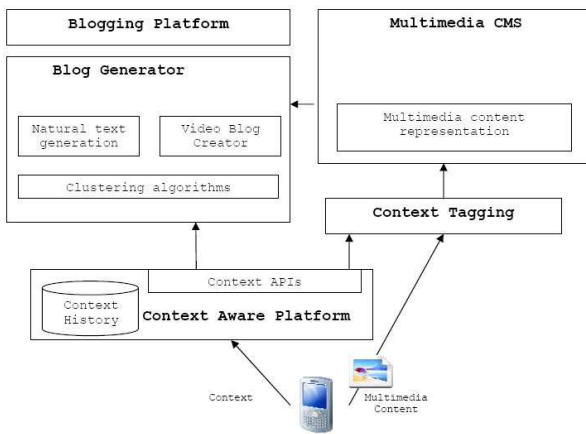 Blogging Platform
Multimedia CMS
Blog Generator
Natural text
generation
Video Blog
Creator
Multimedia content
representation
Clustering algorithms
Context Tagging
Context APIs
Context
History
Context Aware Platform
Context
Multimedia
Content